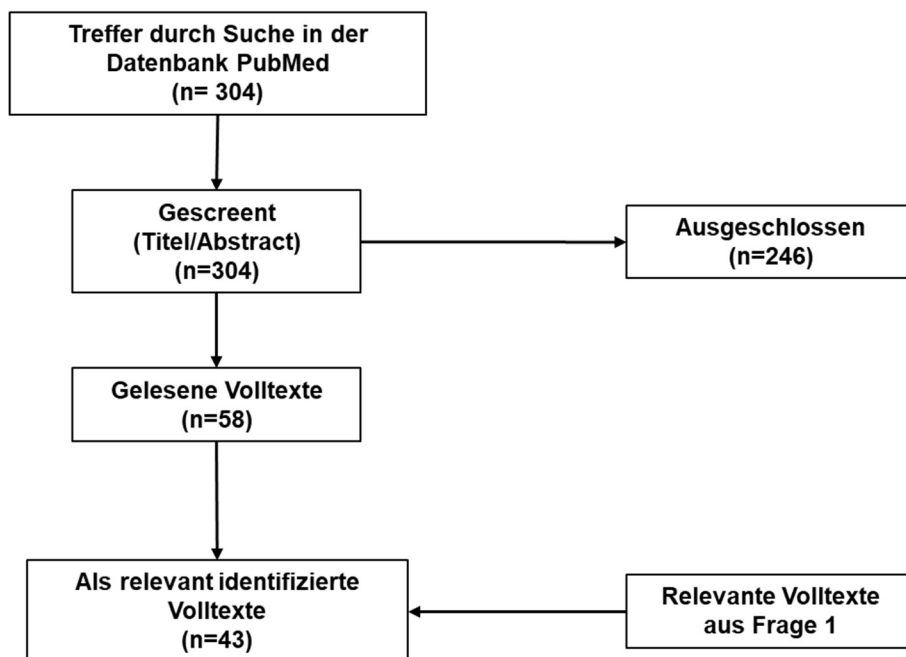 Treffer durch Suche in der
Datenbank PubMed
(n= 304)
Gescreent
(Titel/Abstract)
(n=304)
Ausgeschlossen
(n=246)
Gelesene Volltexte
(n=58)
Als relevant identifizierte
Volltexte
(n=43)
Relevante Volltexte
aus Frage 1